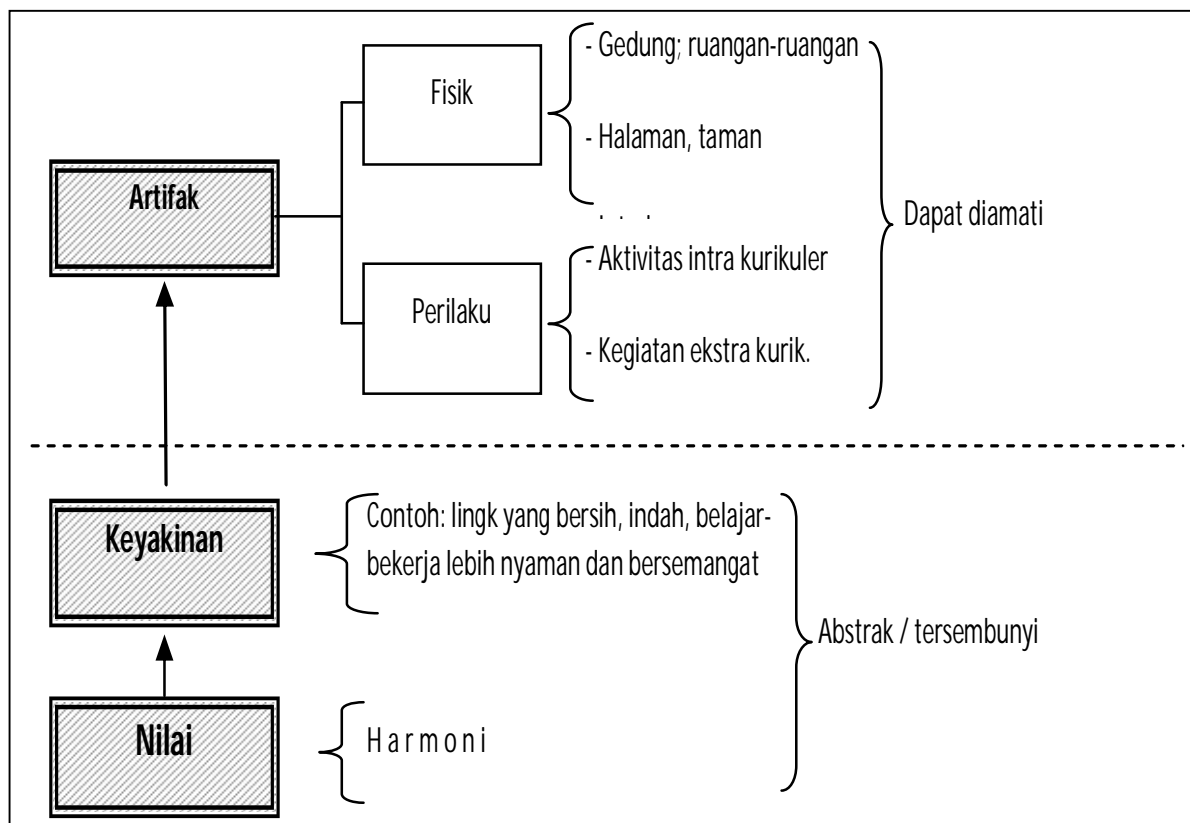 - Gedung; ruangan-ruangan
Fisik
- Halaman, taman
Artifak
Dapat diamati
- Aktivitas intra kurikuler
Perilaku
- Kegiatan ekstra kurik.
Contoh: lingk yang bersih, indah, belajar-
bekerja lebih nyaman dan bersemangat
Keyakinan
Abstrak / tersembunyi
Nilai
H a r m o n i